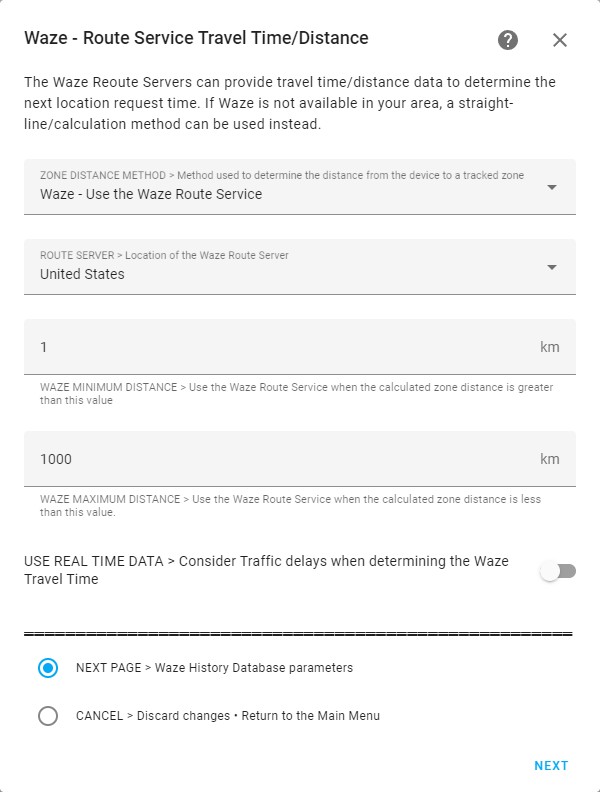 Waze - Route Service Travel Time/Distance
The Waze Reoute Servers can provide travel time/distance data to determine the
next location request time. If Waze is not available in your area, a straight-
line/calculation method can be used instead.
ZONE DISTANCE METHOD > Method used to determine the distance from the device to a tracked zone
Waze - Use the Waze Route Service
ROUTE SERVER > Location of the Waze Route Server
United States
1 km
WAZE MINIMUM DISTANCE > Use the Waze Route Service when the calculated zone distance is greater
than this value
1000 km
WAZE MAXIMUM DISTANCE > Use the Waze Route Service when the calculated zone distance is less
than this value.
USE REAL TIME DATA > Consider Traffic delays when determining the Waze
Travel Time
NEXT PAGE > Waze History Database parameters
CANCEL > Discard changes • Return to the Main Menu
NEXT